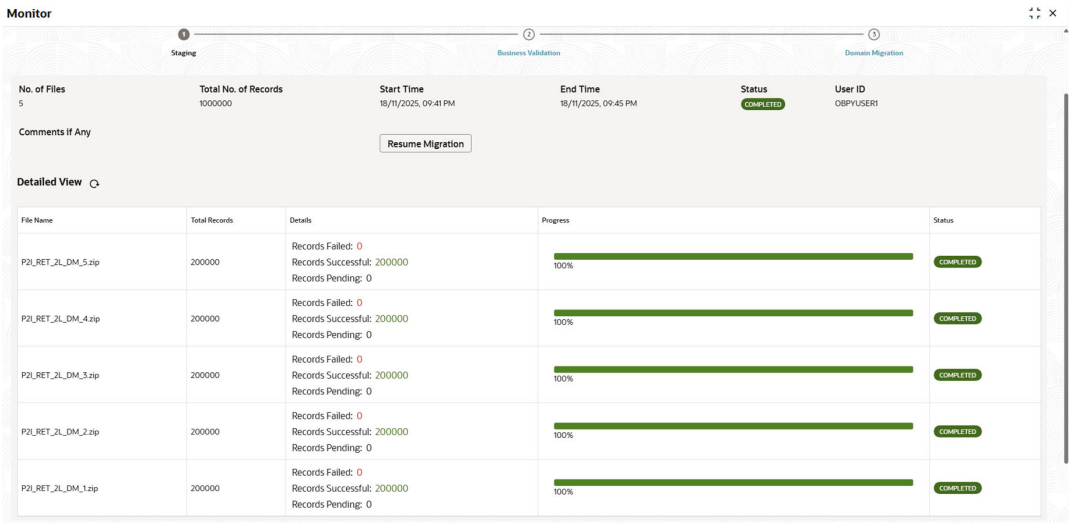 Monitor
1 2 3
Staging Business Validation Domain Migration
No. of Files Total No. of Records Start Time End Time Status User ID
5 1000000 18/11/2025, 09:41 PM 18/11/2025, 09:45 PM COMPLETED OBPYUSER1
Comments if Any
Resume Migration
Detailed View
File Name Total Records Details Progress Status
Records Failed: 0
P2I_RET_2L_DM_5.zip 200000 Records Successful: 200000 100% COMPLETED
Records Pending: 0
Records Failed: 0
P2I_RET_2L_DM_4.zip 200000 Records Successful: 200000 100% COMPLETED
Records Pending: 0
Records Failed: 0
P2I_RET_2L_DM_3.zip 200000 Records Successful: 200000 100% COMPLETED
Records Pending: 0
Records Failed: 0
P2I_RET_2L_DM_2.zip 200000 Records Successful: 200000 100% COMPLETED
Records Pending: 0
Records Failed: 0
P2I_RET_2L_DM_1.zip 200000 Records Successful: 200000 100% COMPLETED
Records Pending: 0